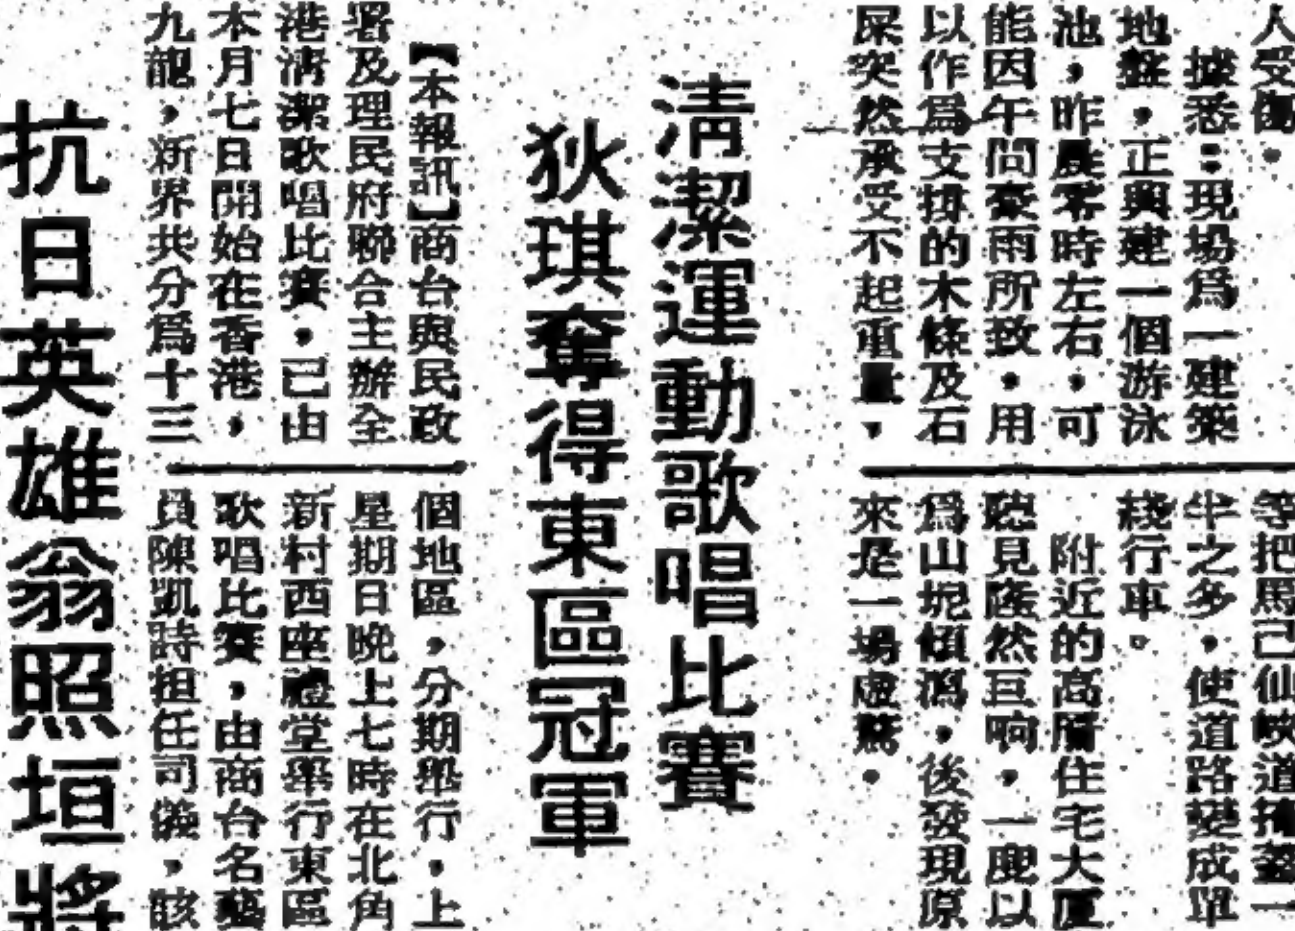 人受傷。
據悉：現場為一建築
地盤，正興建一個游泳
池，昨晨零時左右，可
能因午間豪雨所致，用
以作為支撐的木條及石
屎突然承受不起重量，
等把馬己仙峽道掩蓋一
半之多，使道路變成單
綫行車。
附近的高層住宅大厦
聽見隆然巨响，一度以
為山坭傾瀉，後發現原
來是一場虛驚。
清潔運動歌唱比賽
狄琪奪得東區冠軍
【本報訊】商台與民政
署及理民府聯合主辦全
港清潔歌唱比賽，已由
本月七日開始在香港，
九龍，新界共分為十三
個地區，分期舉行，上
星期日晚上七時在北角
新村西座禮堂舉行東區
歌唱比賽，由商台名藝
員陳凱時担任司儀，該
抗日英雄翁照垣將